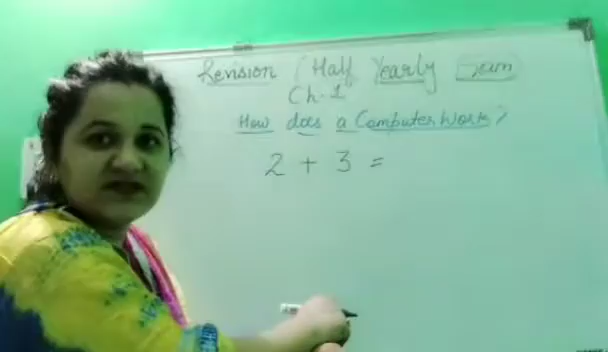 Revision (Half Yearly Exam)
Ch. 1
How does a Computer Work?
2 + 3 =